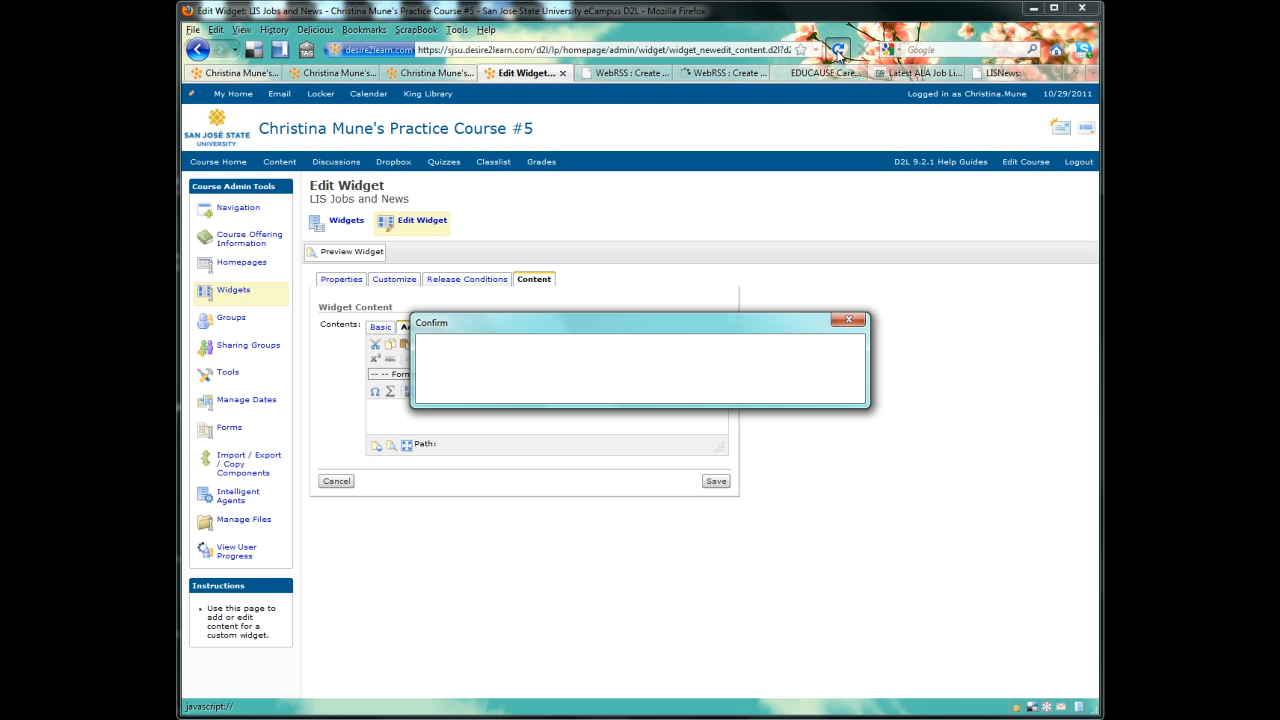 Edit Widget: LIS Jobs and News - Christina Mune's Practice Course #5 - San Jose State University eCampus D2L - Mozilla Firefox
File Edit View History Delicious Bookmarks ScrapBook Tools Help
desire2learn.com https://sjsu.desire2learn.com/d2l/lp/homepage/admin/widget/widget_newedit_content.d2l?d2 Google
Christina Mune's... Christina Mune's... Christina Mune's... Edit Widget... WebRSS : Create ... WebRSS : Create ... EDUCAUSE Care... Latest ALA Job Li... LISNews:
My Home Email Locker Calendar King Library Logged in as Christina.Mune 10/29/2011
SAN JOSÉ STATE
UNIVERSITY
Christina Mune's Practice Course #5
Course Home Content Discussions Dropbox Quizzes Classlist Grades D2L 9.2.1 Help Guides Edit Course Logout
Course Admin Tools
Navigation
Course Offering
Information
Homepages
Widgets
Groups
Sharing Groups
Tools
Manage Dates
Forms
Import / Export
/ Copy
Components
Intelligent
Agents
Manage Files
View User
Progress
Instructions
Use this page to
add or edit
content for a
custom widget.
Edit Widget
LIS Jobs and News
Widgets Edit Widget
Preview Widget
Properties Customize Release Conditions Content
Widget Content
Contents: Basic
Confirm
-- -- Form
Path:
Cancel Save
javascript://